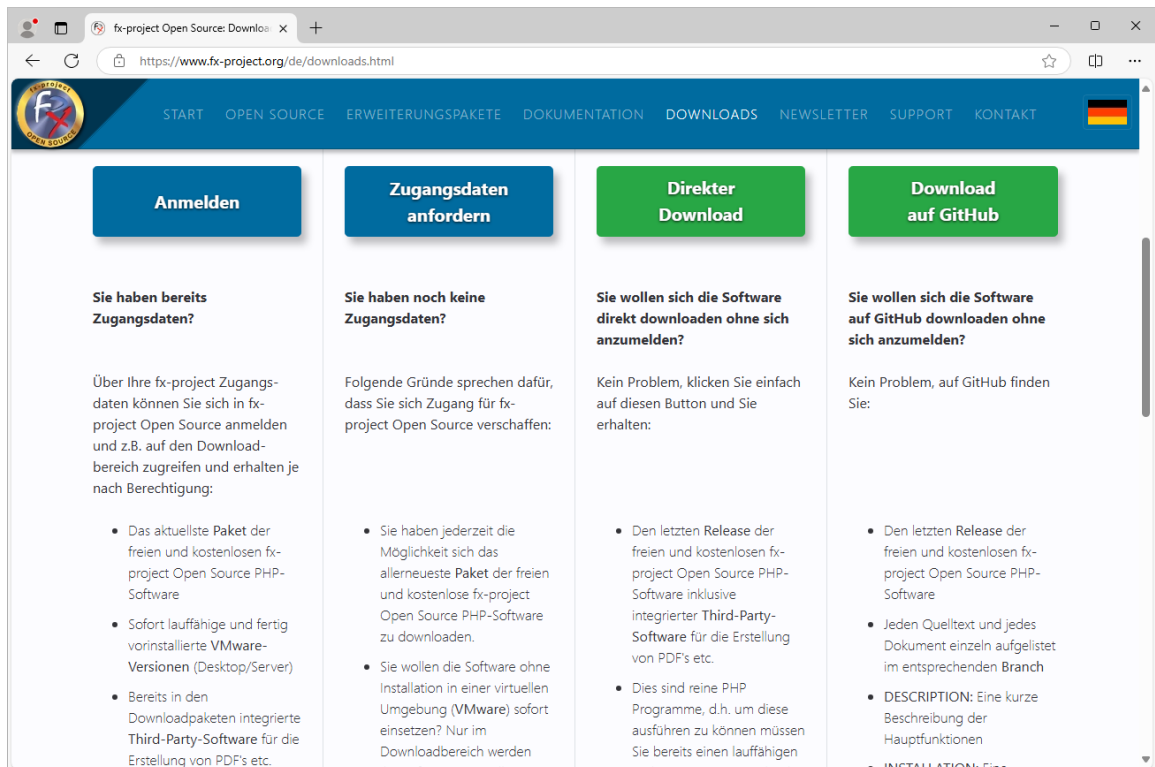 fx-project Open Source: Downloa
https://www.fx-project.org/de/downloads.html
fx-project
OPEN SOURCE
START OPEN SOURCE ERWEITERUNGSPAKETE DOKUMENTATION DOWNLOADS NEWSLETTER SUPPORT KONTAKT
Anmelden
Sie haben bereits
Zugangsdaten?
Über Ihre fx-project Zugangs-
daten können Sie sich in fx-
project Open Source anmelden
und z.B. auf den Download-
bereich zugreifen und erhalten je
nach Berechtigung:
• Das aktuellste Paket der
freien und kostenlosen fx-
project Open Source PHP-
Software
• Sofort lauffähige und fertig
vorinstallierte VMware-
Versionen (Desktop/Server)
• Bereits in den
Downloadpaketen integrierte
Third-Party-Software für die
Erstellung von PDF's etc.
Zugangsdaten
anfordern
Sie haben noch keine
Zugangsdaten?
Folgende Gründe sprechen dafür,
dass Sie sich Zugang für fx-
project Open Source verschaffen:
• Sie haben jederzeit die
Möglichkeit sich das
allerneueste Paket der freien
und kostenlose fx-project
Open Source PHP-Software
zu downloaden.
• Sie wollen die Software ohne
Installation in einer virtuellen
Umgebung (VMware) sofort
einsetzen? Nur im
Downloadbereich werden
Direkter
Download
Sie wollen sich die Software
direkt downloaden ohne sich
anzumelden?
Kein Problem, klicken Sie einfach
auf diesen Button und Sie
erhalten:
• Den letzten Release der
freien und kostenlosen fx-
project Open Source PHP-
Software inklusive
integrierter Third-Party-
Software für die Erstellung
von PDF's etc.
• Dies sind reine PHP
Programme, d.h. um diese
ausführen zu können müssen
Sie bereits einen lauffähigen
Download
auf GitHub
Sie wollen sich die Software
auf GitHub downloaden ohne
sich anzumelden?
Kein Problem, auf GitHub finden
Sie:
• Den letzten Release der
freien und kostenlosen fx-
project Open Source PHP-
Software
• Jeden Quelltext und jedes
Dokument einzeln aufgelistet
im entsprechenden Branch
• DESCRIPTION: Eine kurze
Beschreibung der
Hauptfunktionen
• INSTALLATION: Eine